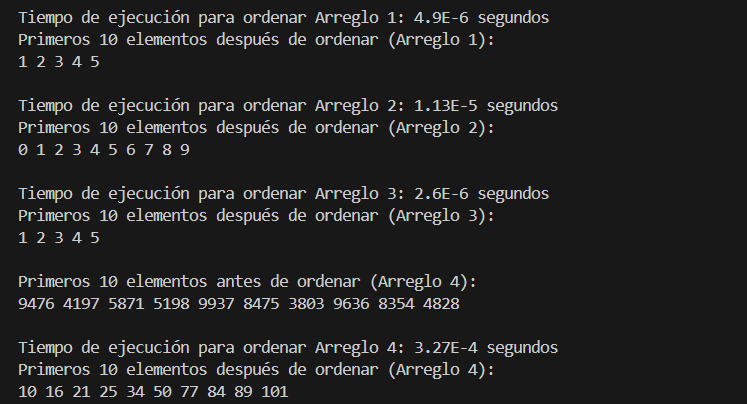 Tiempo de ejecución para ordenar Arreglo 1: 4.9E-6 segundos
Primeros 10 elementos después de ordenar (Arreglo 1):
1 2 3 4 5
Tiempo de ejecución para ordenar Arreglo 2: 1.13E-5 segundos
Primeros 10 elementos después de ordenar (Arreglo 2):
0 1 2 3 4 5 6 7 8 9
Tiempo de ejecución para ordenar Arreglo 3: 2.6E-6 segundos
Primeros 10 elementos después de ordenar (Arreglo 3):
1 2 3 4 5
Primeros 10 elementos antes de ordenar (Arreglo 4):
9476 4197 5871 5198 9937 8475 3803 9636 8354 4828
Tiempo de ejecución para ordenar Arreglo 4: 3.27E-4 segundos
Primeros 10 elementos después de ordenar (Arreglo 4):
10 16 21 25 34 50 77 84 89 101